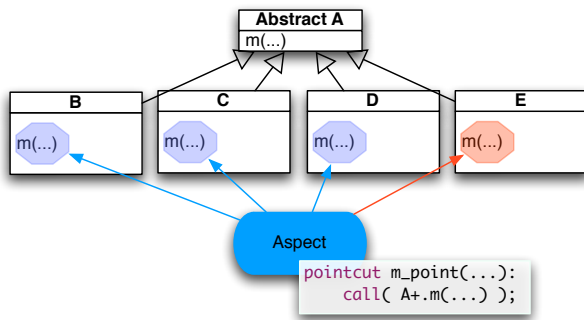 Abstract A
m(...)
B
C
D
E
m(...)
m(...)
m(...)
m(...)
Aspect
pointcut m_point(...):
call( A+.m(...) );